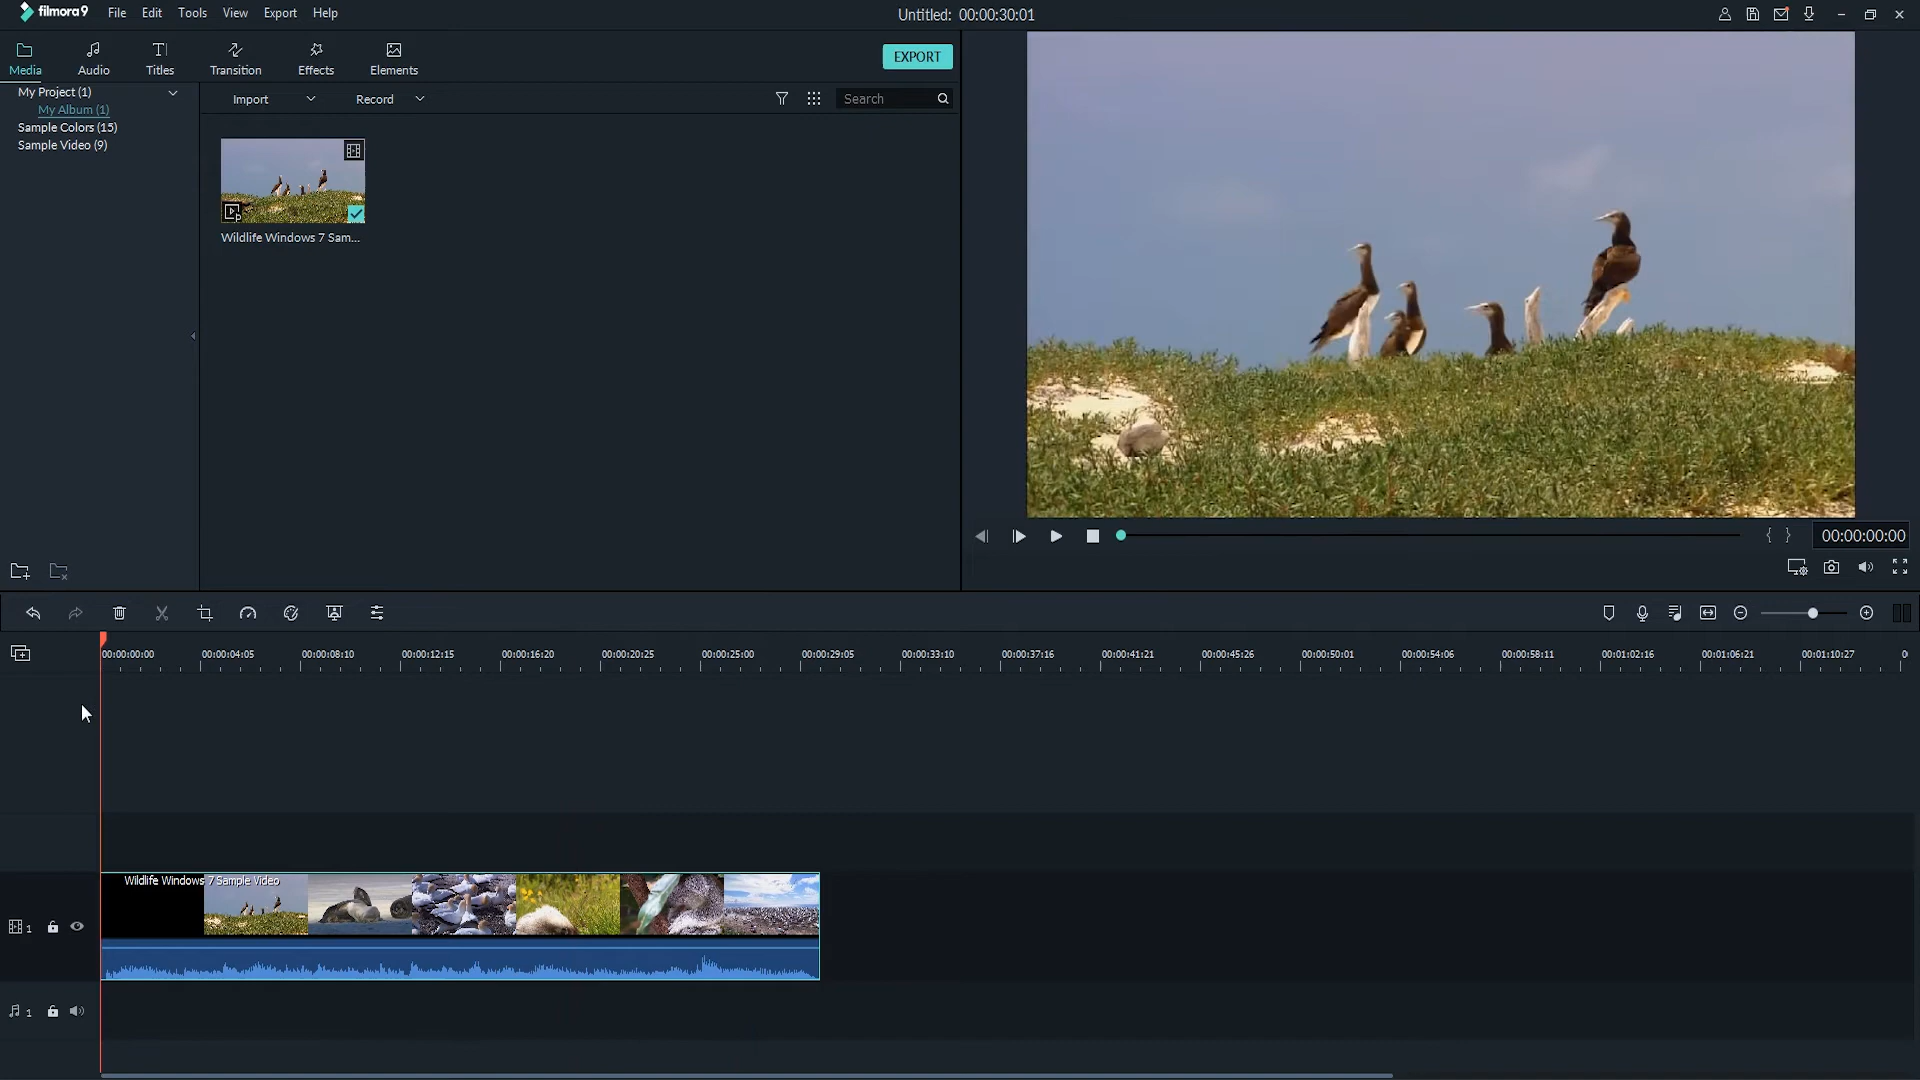 filmora9 File Edit Tools View Export Help
Untitled: 00:00:30:01
Media Audio Titles Transition Effects Elements
EXPORT
My Project (1)
My Album (1)
Sample Colors (15)
Sample Video (9)
Import Record
Search
Wildlife Windows 7 Sam...
00:00:00:00
00:00:00:00 00:00:04:05 00:00:08:10 00:00:12:15 00:00:16:20 00:00:20:25 00:00:25:00 00:00:29:05 00:00:33:10 00:00:37:16 00:00:41:21 00:00:45:26 00:00:50:01 00:00:54:06 00:00:58:11 00:01:02:16 00:01:06:21 00:01:10:27
Wildlife Windows 7 Sample Video
1
1